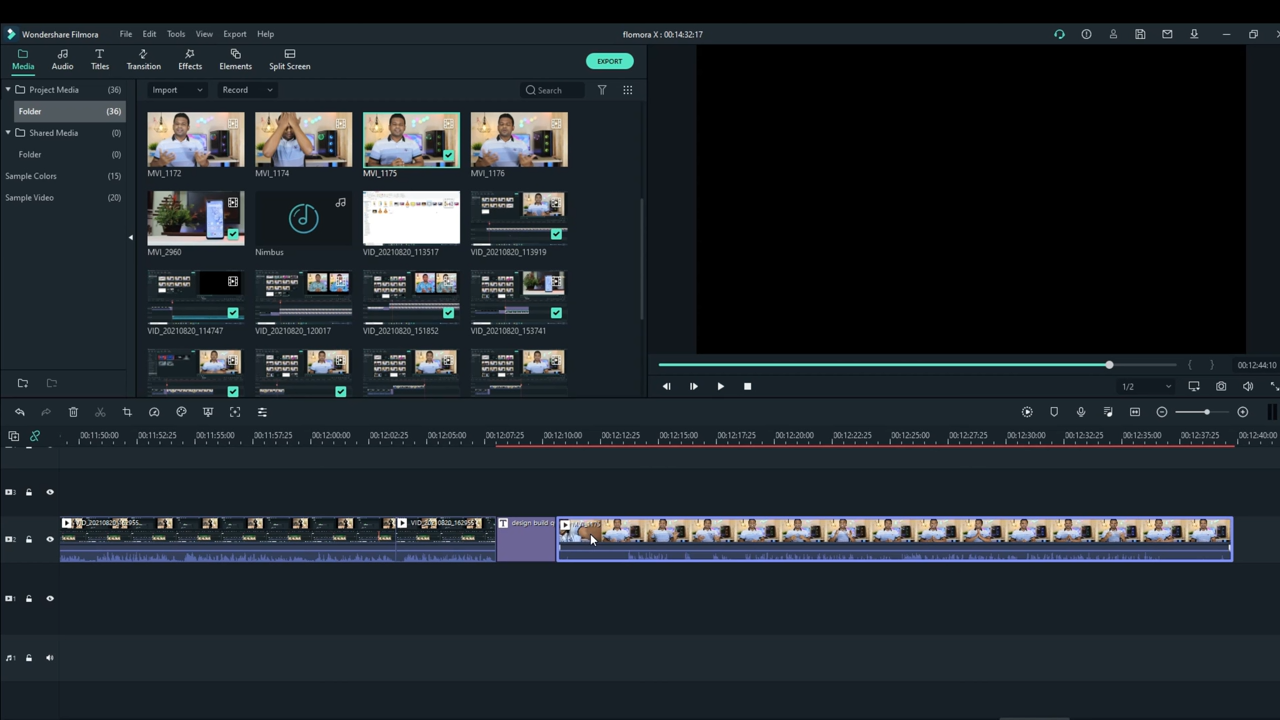 Wondershare Filmora File Edit Tools View Export Help flomora X : 00:14:32:17
Media Audio Titles Transition Effects Elements Split Screen EXPORT
Project Media (36) Import Record Search
Folder (36)
Shared Media (0)
Folder (0)
Sample Colors (15)
Sample Video (20)
MVI_1172 MVI_1174 MVI_1175 MVI_1176
MVI_2960 Nimbus VID_20210820_113517 VID_20210820_113919
VID_20210820_114747 VID_20210820_120017 VID_20210820_151852 VID_20210820_153741
00:12:44:10
1/2
00:11:50:00 00:11:52:25 00:11:55:00 00:11:57:25 00:12:00:00 00:12:02:25 00:12:05:00 00:12:07:25 00:12:10:00 00:12:12:25 00:12:15:00 00:12:17:25 00:12:20:00 00:12:22:25 00:12:25:00 00:12:27:25 00:12:30:00 00:12:32:25 00:12:35:00 00:12:37:25 00:12:40:00
3
2 design build
1
1